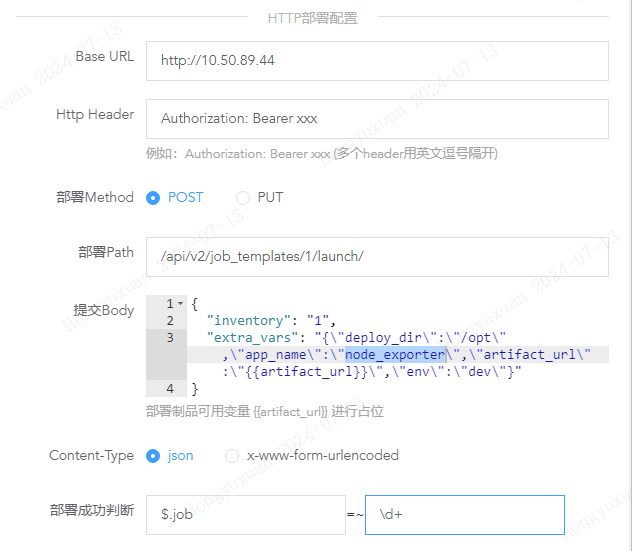 HTTP部署配置
Base URL http://10.50.89.44
Http Header Authorization: Bearer xxx
例如：Authorization: Bearer xxx (多个header用英文逗号隔开)
部署Method POST PUT
部署Path /api/v2/job_templates/1/launch/
提交Body 1 {
2 "inventory": "1",
3 "extra_vars": "{\"deploy_dir\":\"/opt\"
,\"app_name\":\"node_exporter\",\"artifact_url\"
:\"{{artifact_url}}\",\"env\":\"dev\"}"
4 }
部署制品可用变量 {{artifact_url}} 进行占位
Content-Type json x-www-form-urlencoded
部署成功判断 $.job =~ \d+
hongyuxuan 2024-07-13